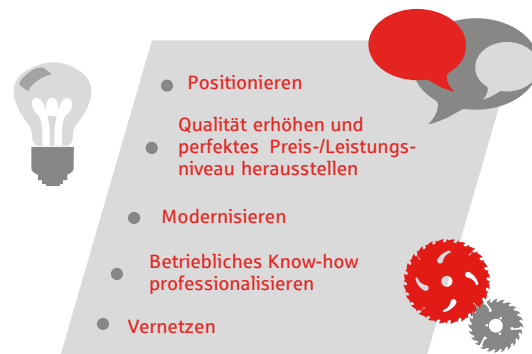 Positionieren
Qualität erhöhen und
perfektes Preis-/Leistungs-
niveau herausstellen
Modernisieren
Betriebliches Know-how
professionalisieren
Vernetzen